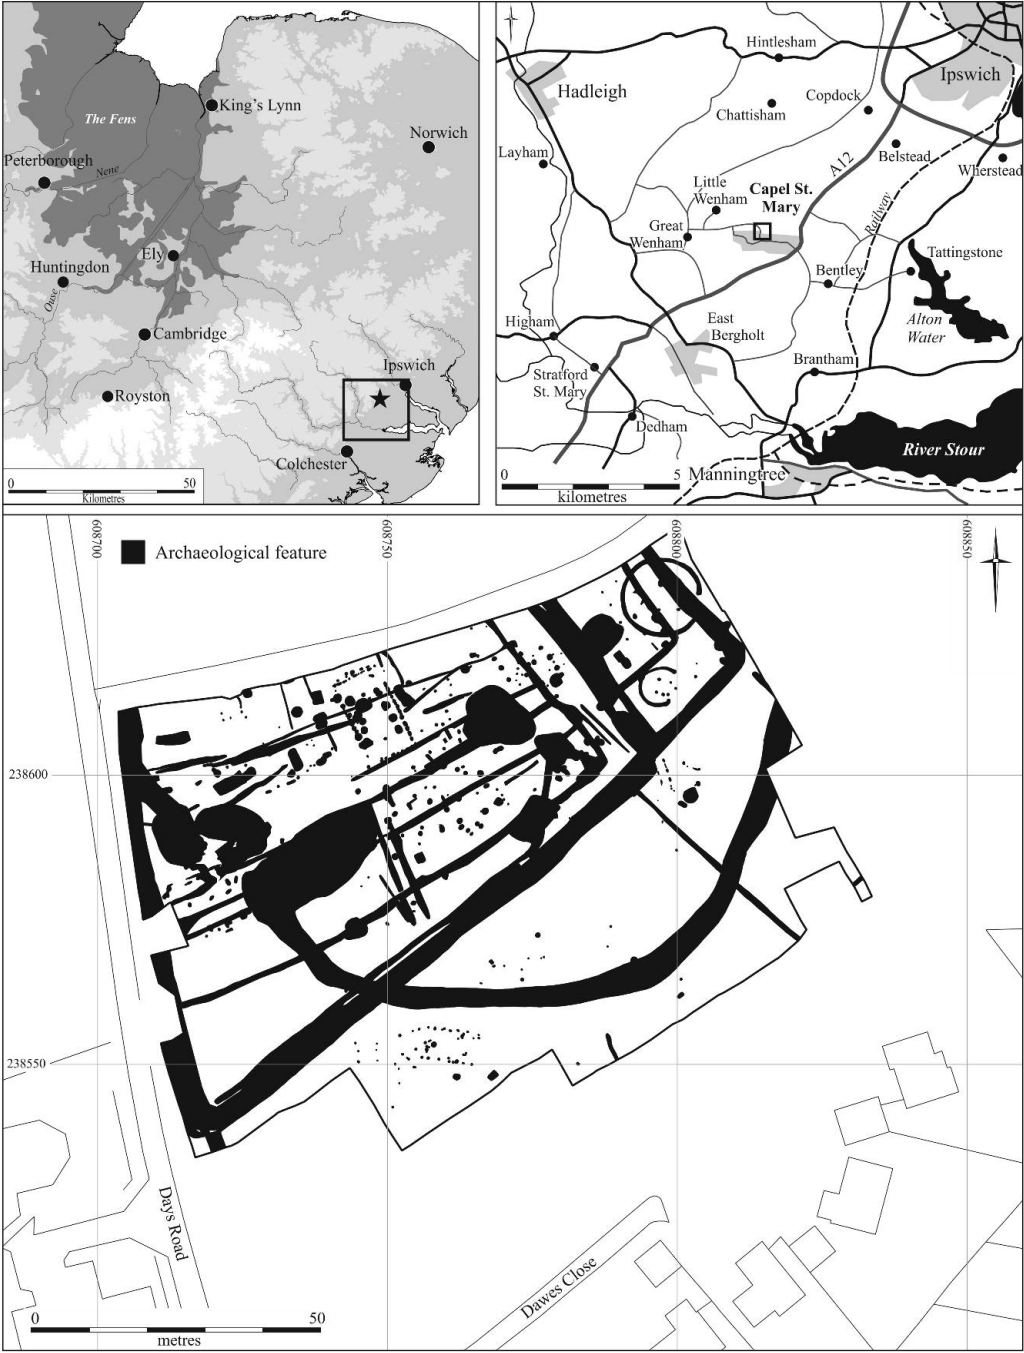 King's Lynn
The Fens
Norwich
Peterborough
Nene
Ely
Huntingdon
Ouse
Cambridge
Ipswich
Royston
Colchester
0
50
Kilometres
Hintlesham
Ipswich
Hadleigh
Copdock
Chattisham
Layham
A12
Belstead
Wherstead
Little
Wenham
Capel St.
Mary
Railway
Great
Wenham
Tattingstone
Bentley
Higham
East
Bergholt
Alton
Water
Brantham
Stratford
St. Mary
Dedham
River Stour
Manningtree
0
5
kilometres
608700
608750
608800
608850
Archaeological feature
238600
238550
Days Road
Dawes Close
0
50
metres